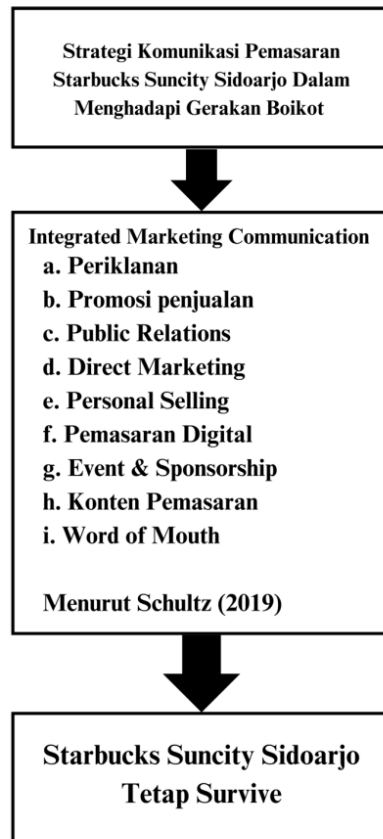 Strategi Komunikasi Pemasaran
Starbucks Suncity Sidoarjo Dalam
Menghadapi Gerakan Boikot
Integrated Marketing Communication
a. Periklanan
b. Promosi penjualan
c. Public Relations
d. Direct Marketing
e. Personal Selling
f. Pemasaran Digital
g. Event & Sponsorship
h. Konten Pemasaran
i. Word of Mouth
Menurut Schultz (2019)
Starbucks Suncity Sidoarjo
Tetap Survive